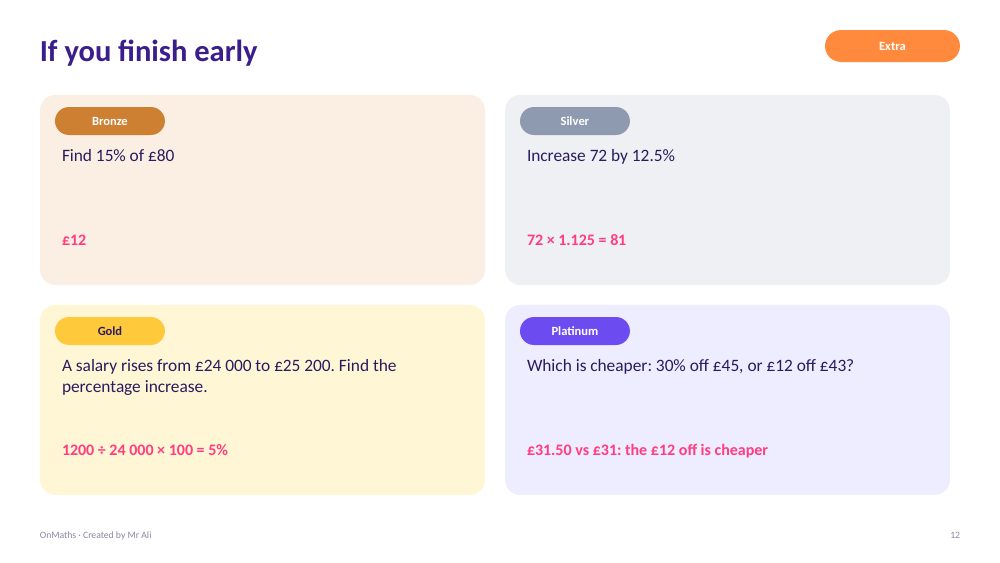 If you finish early
Extra
Bronze
Find 15% of £80
£12
Silver
Increase 72 by 12.5%
72 × 1.125 = 81
Gold
A salary rises from £24 000 to £25 200. Find the
percentage increase.
1200 ÷ 24 000 × 100 = 5%
Platinum
Which is cheaper: 30% off £45, or £12 off £43?
£31.50 vs £31: the £12 off is cheaper
OnMaths · Created by Mr Ali
12